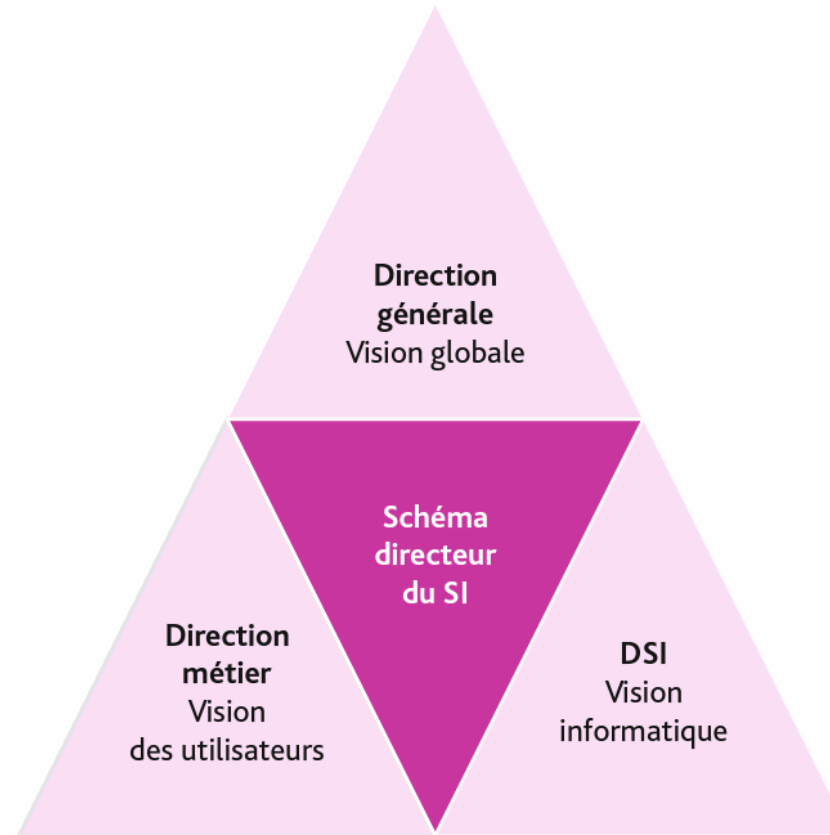 Direction
générale
Vision globale
Schéma
directeur
du SI
Direction
métier
Vision
des utilisateurs
DSI
Vision
informatique